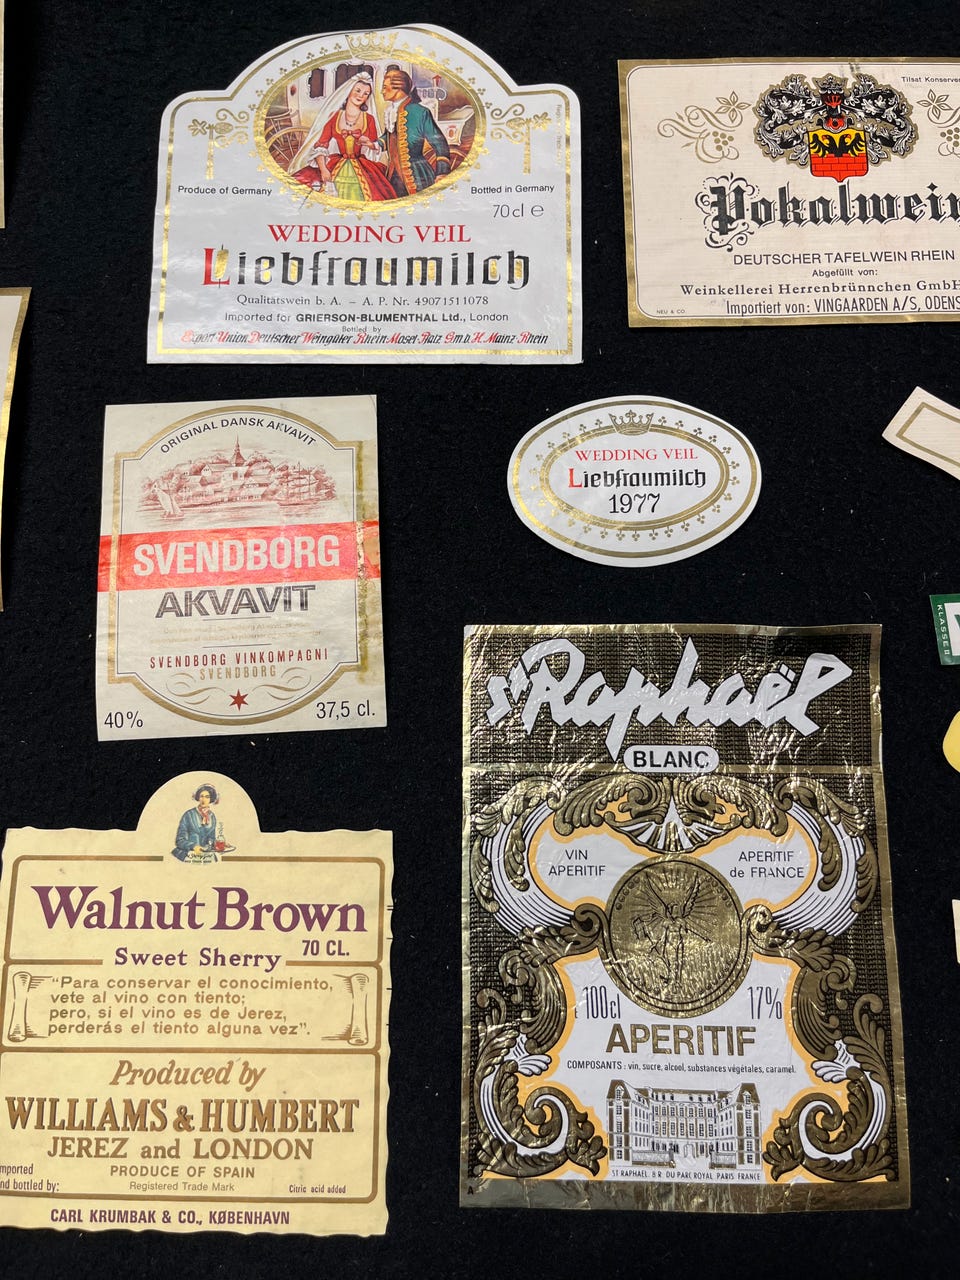 Produce of Germany
Bottled in Germany
70cl e
WEDDING VEIL
Liebfraumilch
Qualitätswein b. A. – A. P. Nr. 49071511078
Imported for GRIERSON-BLUMENTHAL Ltd., London
Bottled by
Export-Union Deutscher Weingüter Rhein-Mosel-Pfalz G.m.b.H. Mainz-Rhein
Tilsat Konserver
Pokalwein
DEUTSCHER TAFELWEIN RHEIN
Abgefüllt von:
Weinkellerei Herrenbrünnchen GmbH
NEU & CO.
Importiert von: VINGAARDEN A/S, ODENS
ORIGINAL DANSK AKVAVIT
SVENDBORG
AKVAVIT
SVENDBORG VINKOMPAGNI
SVENDBORG
40%
37,5 cl.
WEDDING VEIL
Liebfraumilch
1977
KLASSE II
St Raphaël
BLANC
VIN
APERITIF
APERITIF
de FRANCE
100cl
17%
APERITIF
COMPOSANTS : vin, sucre, alcool, substances végétales, caramel.
ST RAPHAEL. 8 R. DU PARC ROYAL PARIS FRANCE
Walnut Brown
Sweet Sherry
70 CL.
"Para conservar el conocimiento,
vete al vino con tiento;
pero, si el vino es de Jerez,
perderás el tiento alguna vez".
Produced by
WILLIAMS & HUMBERT
JEREZ and LONDON
PRODUCE OF SPAIN
Registered Trade Mark
mported
nd bottled by:
Citric acid added
CARL KRUMBAK & CO., KØBENHAVN